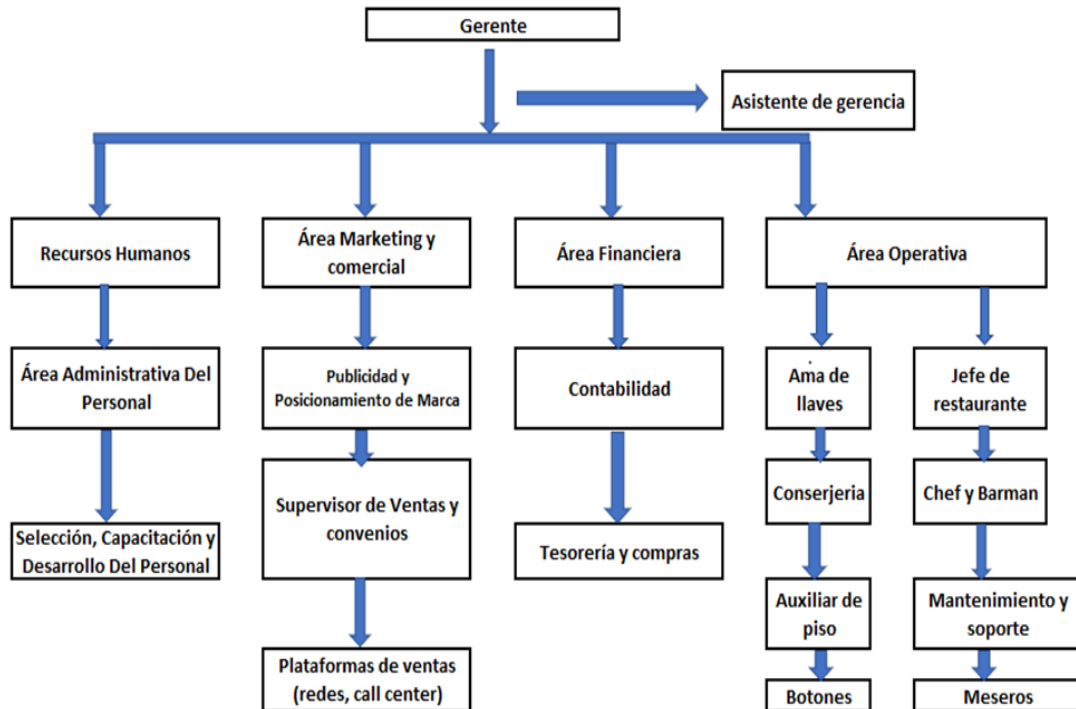 Gerente
Asistente de gerencia
Recursos Humanos
Área Marketing y
comercial
Área Financiera
Área Operativa
Área Administrativa Del
Personal
Publicidad y
Posicionamiento de Marca
Contabilidad
Ama de
llaves
Jefe de
restaurante
Supervisor de Ventas y
convenios
Conserjeria
Chef y Barman
Selección, Capacitación y
Desarrollo Del Personal
Tesorería y compras
Auxiliar de
piso
Mantenimiento y
soporte
Plataformas de ventas
(redes, call center)
Botones
Meseros